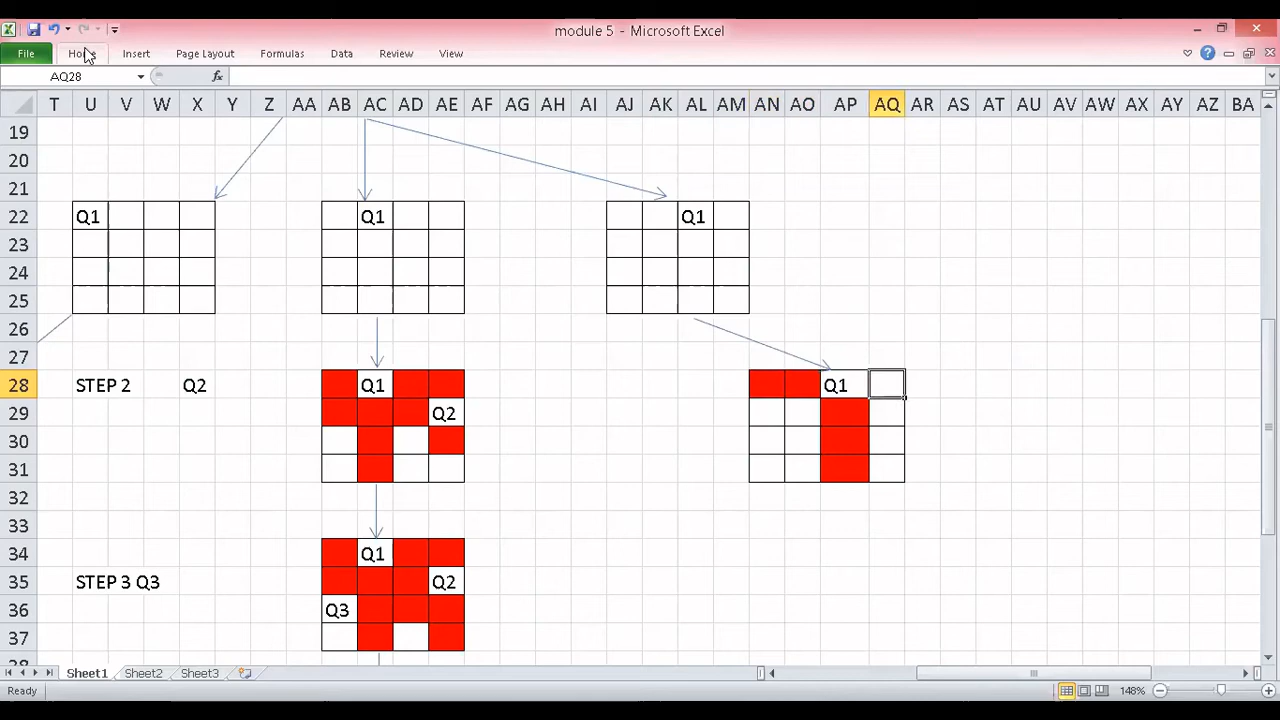 module 5 - Microsoft Excel
File Home Insert Page Layout Formulas Data Review View
AQ28 fx
T U V W X Y Z AA AB AC AD AE AF AG AH AI AJ AK AL AM AN AO AP AQ AR AS AT AU AV AW AX AY AZ BA
19
20
21
22 Q1 Q1 Q1
23
24
25
26
27
28 STEP 2 Q2 Q1 Q1
29 Q2
30
31
32
33
34 Q1
35 STEP 3 Q3 Q2
36 Q3
37
38
Sheet1 Sheet2 Sheet3
Ready 148%